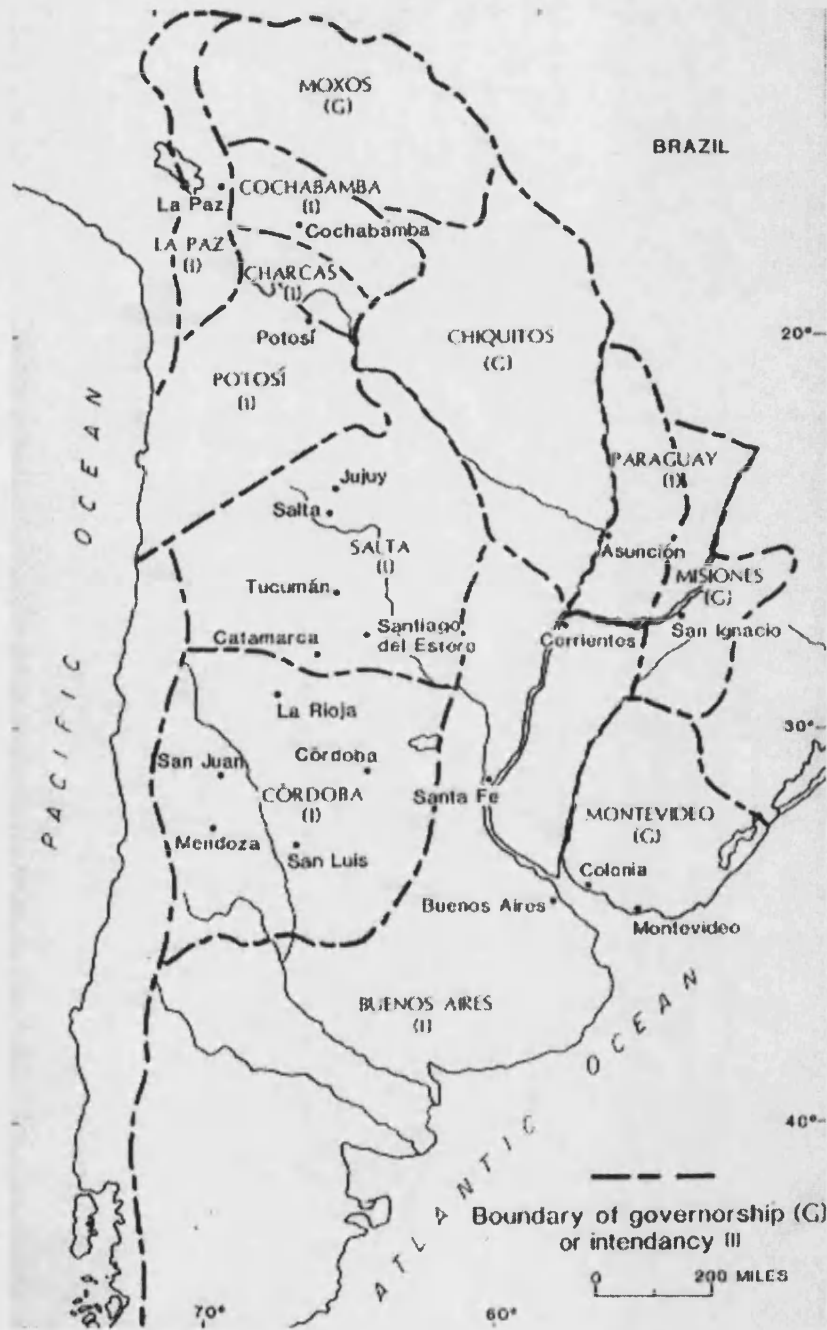 MOXOS
(G)
BRAZIL
La Paz
COCHABAMBA
(I)
Cochabamba
LA PAZ
(I)
CHARCAS
(I)
Potosí
CHIQUITOS
(G)
20°
POTOSÍ
(I)
PACIFIC OCEAN
Jujuy
Salta
SALTA
(I)
PARAGUAY
(I)
Asunción
MISIONES
(G)
Tucumán
Santiago
del Estero
Catamarca
Corrientes
San Ignacio
La Rioja
30°
San Juan
Córdoba
CÓRDOBA
(I)
Santa Fe
MONTEVIDEO
(G)
Mendoza
San Luis
Colonia
Buenos Aires
Montevideo
BUENOS AIRES
(I)
ATLANTIC OCEAN
40°
Boundary of governorship (G)
or intendancy (I)
0 200 MILES
70° 60°